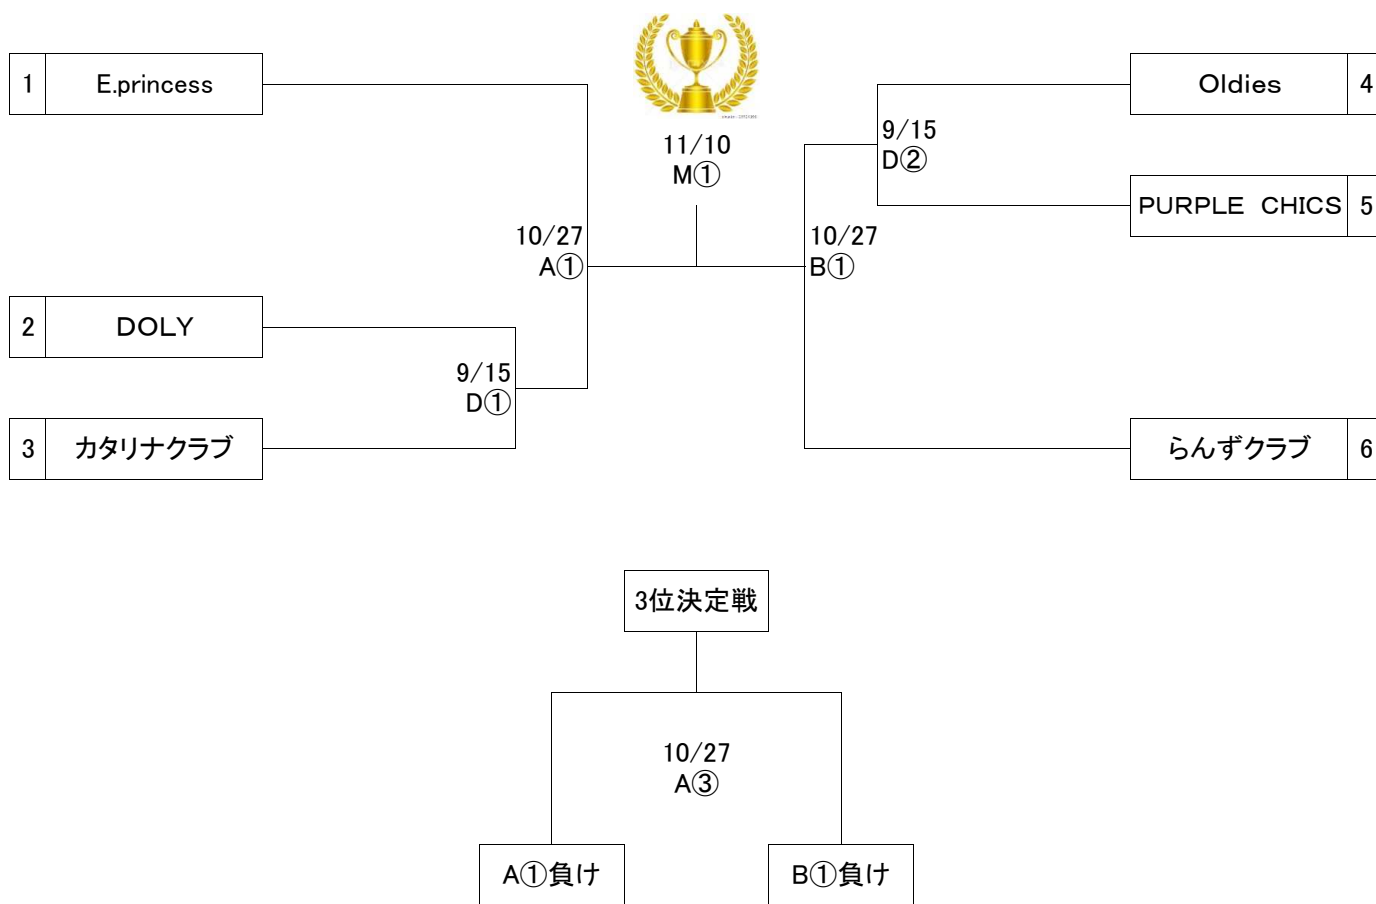 1 E.princess
Oldies 4
11/10
M①
9/15
D②
PURPLE CHICS 5
10/27
A①
10/27
B①
2 DOLY
9/15
D①
3 カタリナクラブ
らんずクラブ 6
3位決定戦
10/27
A③
A①負け
B①負け